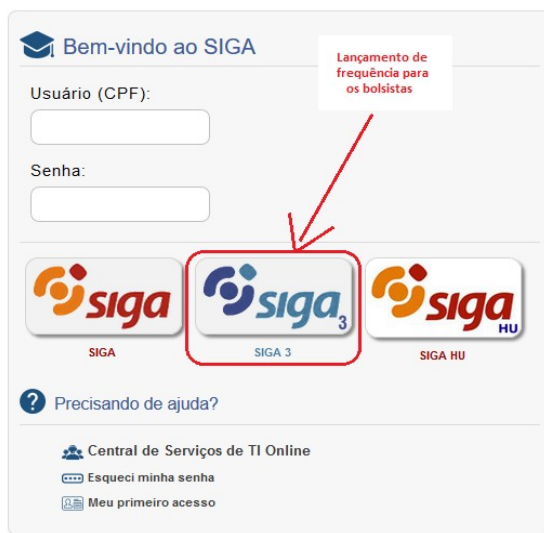 Bem-vindo ao SIGA
Lançamento de
frequência para
os bolsistas
Usuário (CPF):
Senha:
siga
siga 3
siga HU
SIGA
SIGA 3
SIGA HU
? Precisando de ajuda?
Central de Serviços de TI Online
Esqueci minha senha
Meu primeiro acesso